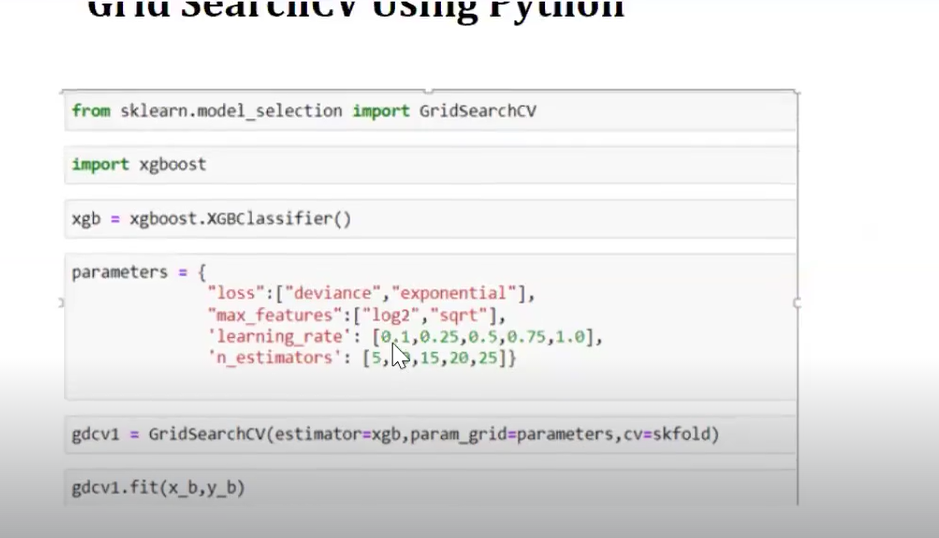 Grid SearchCV Using Python
from sklearn.model_selection import GridSearchCV
import xgboost
xgb = xgboost.XGBClassifier()
parameters = {
"loss":["deviance","exponential"],
"max_features":["log2","sqrt"],
'learning_rate': [0.1,0.25,0.5,0.75,1.0],
'n_estimators': [5,,15,20,25]}
gdcv1 = GridSearchCV(estimator=xgb,param_grid=parameters,cv=skfold)
gdcv1.fit(x_b,y_b)